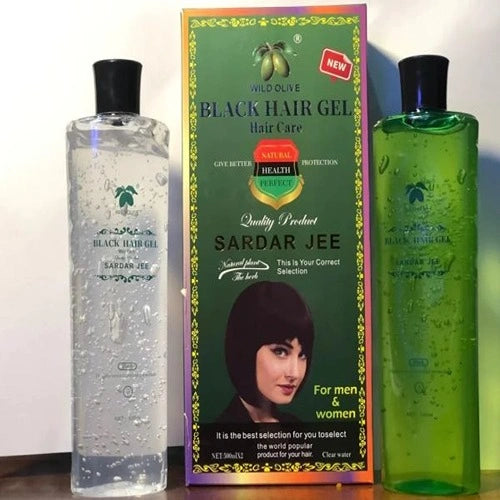 ®
WILD OLIVE
NEW
BLACK HAIR GEL
Hair Care
NATURAL
GIVE BETTER HEALTH PROTECTION
PERFECT
Quality Product
SARDAR JEE
Natural plant
The herb
This Is Your Correct
Selection
For men
&
women
It is the best selection for you toselect
the world popular
product for your hair.
NET 500mlX2
Clear water
BLACK HAIR GEL
SARDAR JEE
BLACK HAIR GEL
SARDAR JEE